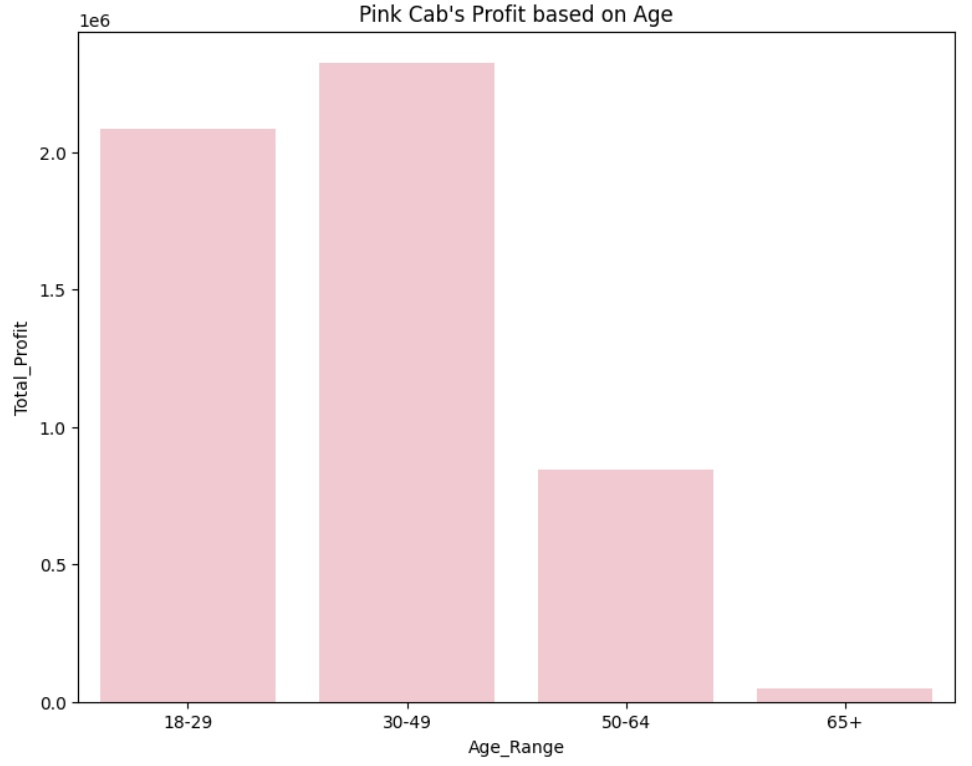 Pink Cab's Profit based on Age
1e6
2.0
1.5
1.0
0.5
0.0
Total_Profit
18-29 30-49 50-64 65+
Age_Range